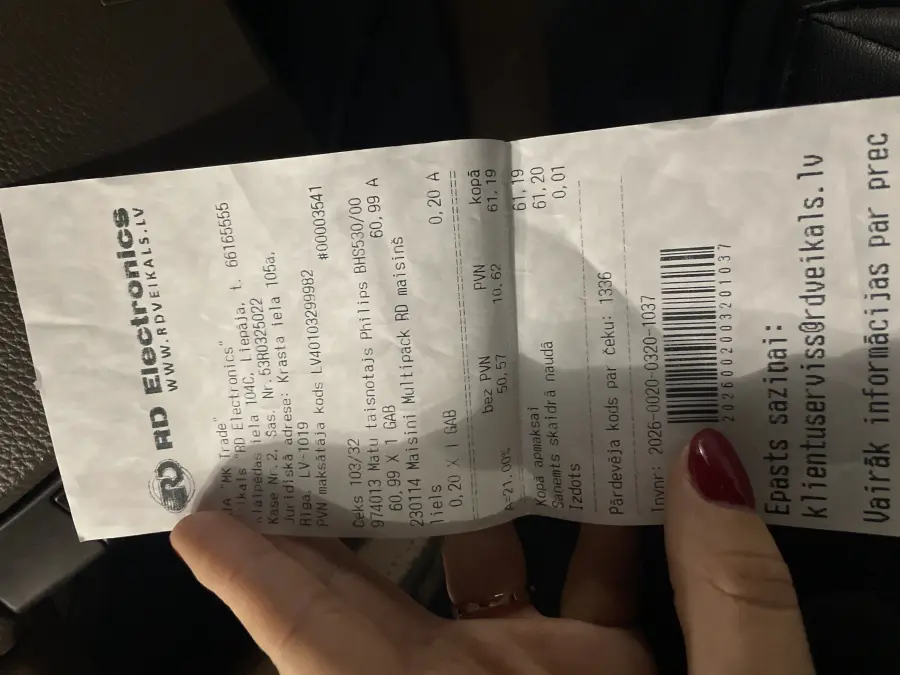 RD Electronics
WWW.RDVEIKALS.LV
"MK Trade"
"RD Electronics"
Klaipēdas iela 104C, Liepāja, t. 66165555
Kase Nr.2, Sas. Nr.53R0325022
Juridiskā adrese: Krasta iela 105a,
Rīga, LV-1019
PVN maksātāja kods LV40103299982 #00003541
Čeks 103/32
974013 Matu taisnotajs Philips BHS530/00
60,99 X 1 GAB 60,99 A
230114 Maisiņi Multipack RD maisiņš
liels
0,20 X 1 GAB 0,20 A
bez PVN PVN kopā
A=21,00% 50,57 10,62 61,19
Kopā apmaksai 61,19
Saņemts skaidrā naudā 61,20
Izdots 0,01
Pārdevēja kods par čeku: 1336
Invnr: 2026-0020-0320-1037
2026002003201037
Epasts saziņai:
klientuserviss@rdveikals.lv
Vairāk informācijas par prec